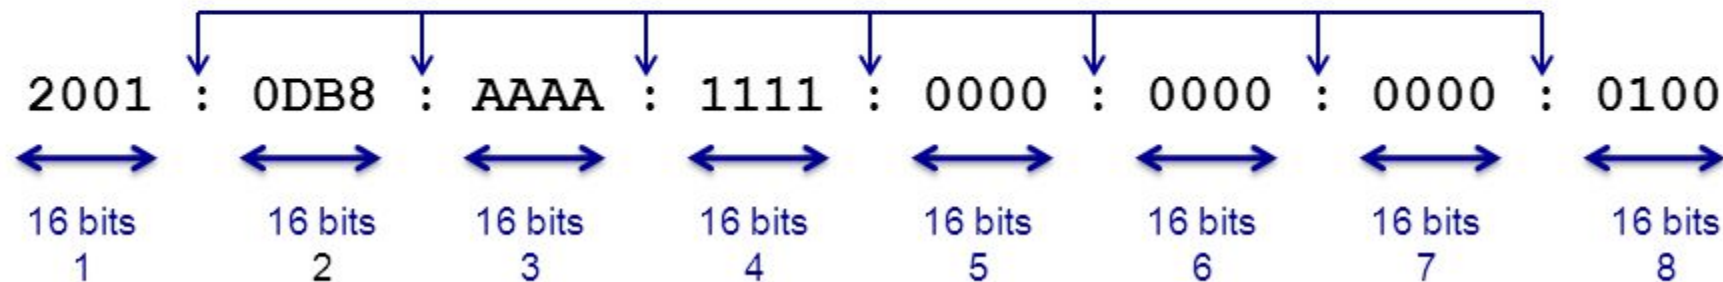 2001 : 0DB8 : AAAA : 1111 : 0000 : 0000 : 0000 : 0100
16 bits 16 bits 16 bits 16 bits 16 bits 16 bits 16 bits 16 bits
1 2 3 4 5 6 7 8